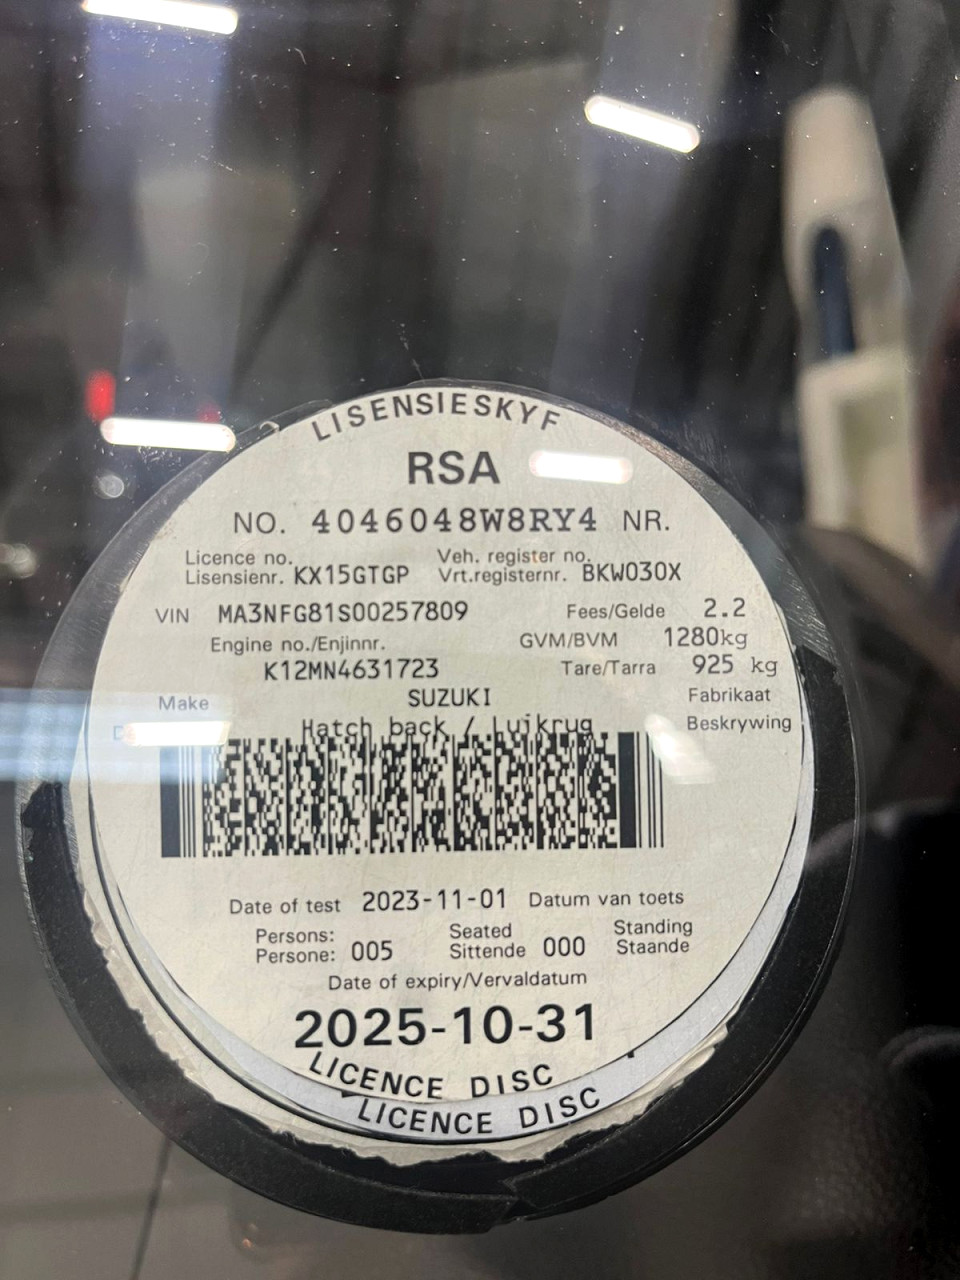 LISENSIESKYF
RSA
NO. 4046048W8RY4 NR.
Licence no. Veh. register no.
Lisensienr. KX15GTGP Vrt.registernr. BKW030X
VIN MA3NFG81S00257809 Fees/Gelde 2.2
Engine no./Enjinnr. GVM/BVM 1280kg
K12MN4631723 Tare/Tarra 925 kg
Make SUZUKI Fabrikaat
Hatch back / Luikrug Beskrywing
Date of test 2023-11-01 Datum van toets
Persons: Seated Standing
Persone: 005 Sittende 000 Staande
Date of expiry/Vervaldatum
2025-10-31
LICENCE DISC
LICENCE DISC